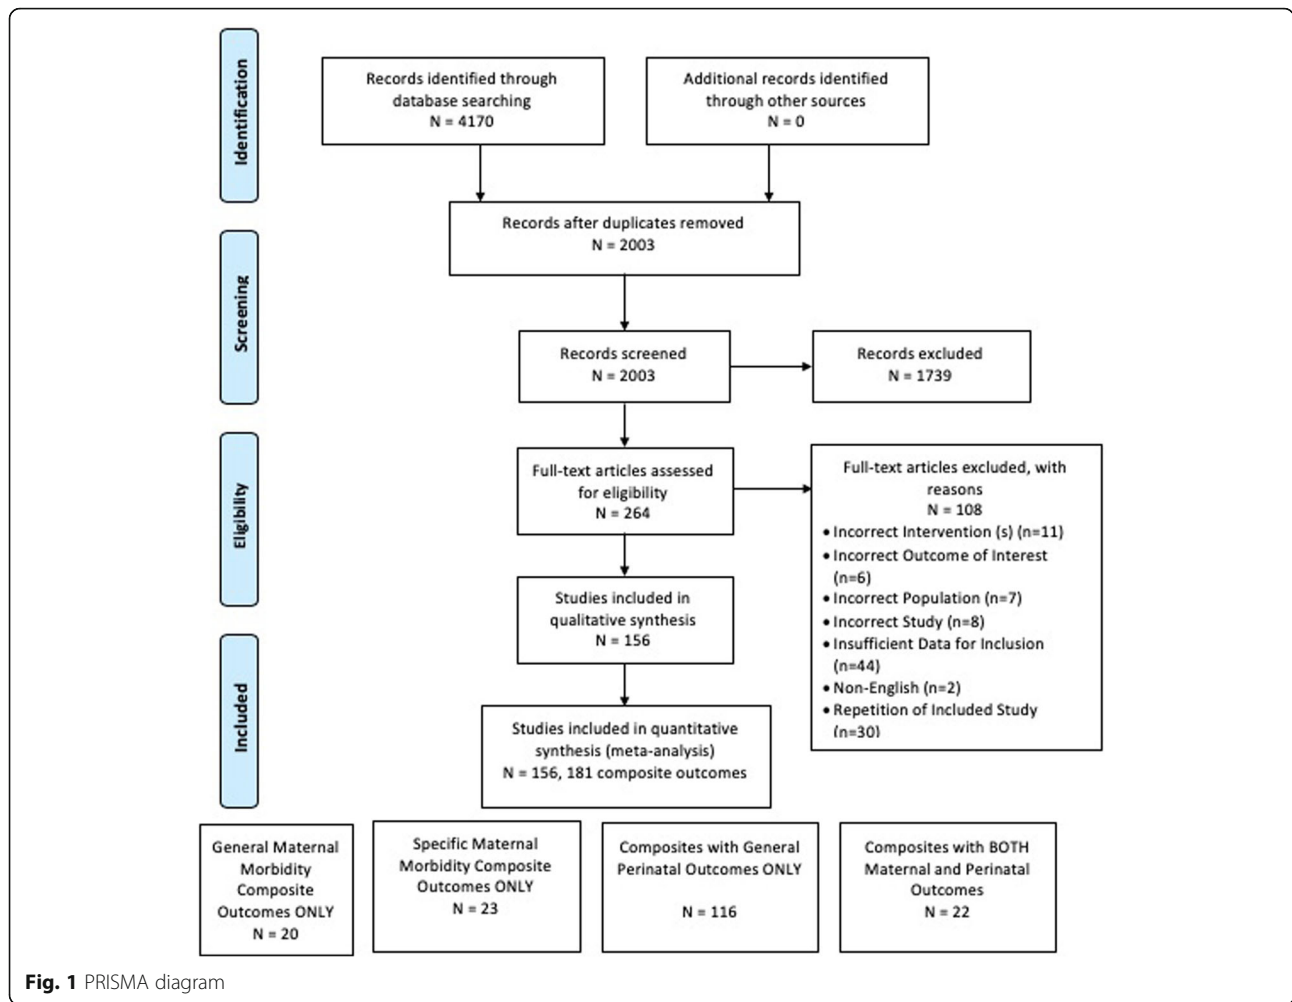 Identification
Records identified through
database searching
N = 4170
Additional records identified
through other sources
N = 0
Records after duplicates removed
N = 2003
Screening
Records screened
N = 2003
Records excluded
N = 1739
Eligibility
Full-text articles assessed
for eligibility
N = 264
Full-text articles excluded, with
reasons
N = 108
• Incorrect Intervention (s) (n=11)
• Incorrect Outcome of Interest
(n=6)
• Incorrect Population (n=7)
• Incorrect Study (n=8)
• Insufficient Data for Inclusion
(n=44)
• Non-English (n=2)
• Repetition of Included Study
(n=30)
Studies included in
qualitative synthesis
N = 156
Included
Studies included in quantitative
synthesis (meta-analysis)
N = 156, 181 composite outcomes
General Maternal
Morbidity
Composite
Outcomes ONLY
N = 20
Specific Maternal
Morbidity Composite
Outcomes ONLY
N = 23
Composites with General
Perinatal Outcomes ONLY
N = 116
Composites with BOTH
Maternal and Perinatal
Outcomes
N = 22
Fig. 1 PRISMA diagram